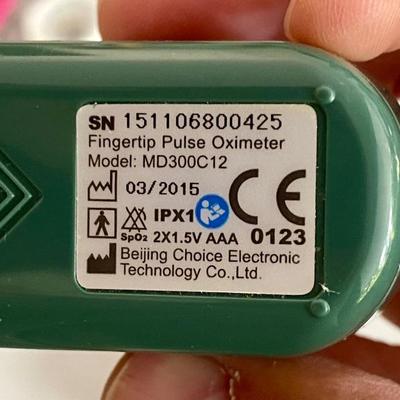 SN 151106800425
Fingertip Pulse Oximeter
Model: MD300C12
03/2015
CE
IPX1
SpO2 2X1.5V AAA 0123
Beijing Choice Electronic
Technology Co.,Ltd.